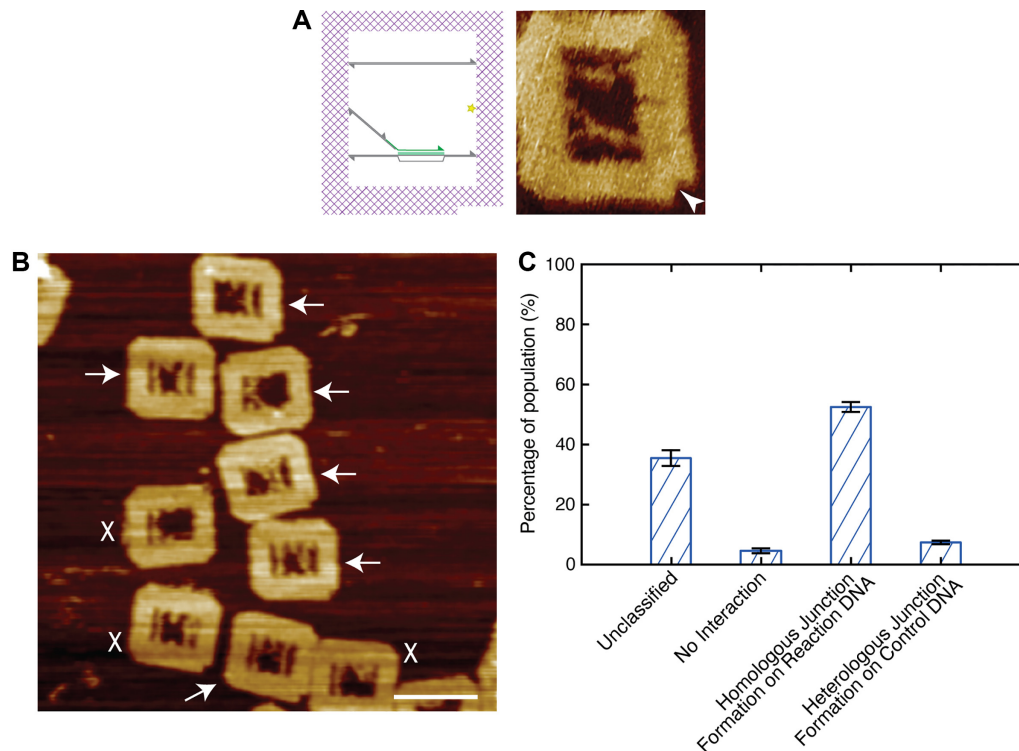 A
B
X
X
X
C
Percentage of population (%)
100
80
60
40
20
0
Unclassified
No Interaction
Homologous Junction
Formation on Reaction DNA
Heterologous Junction
Formation on Control DNA